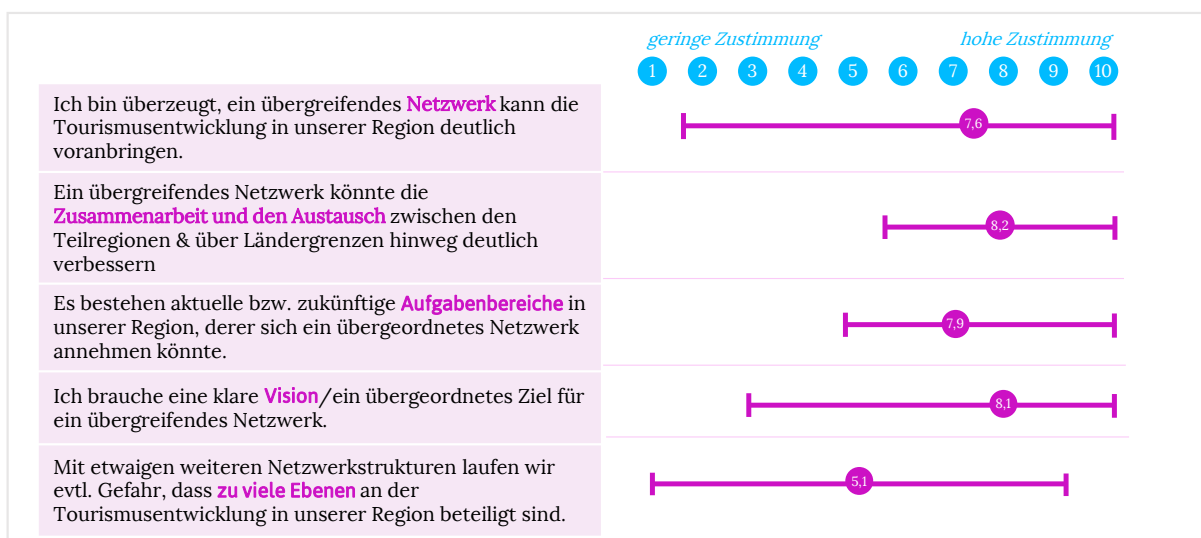 geringe Zustimmung hohe Zustimmung
1 2 3 4 5 6 7 8 9 10
Ich bin überzeugt, ein übergreifendes Netzwerk kann die
Tourismusentwicklung in unserer Region deutlich
voranbringen.
7,6
Ein übergreifendes Netzwerk könnte die
Zusammenarbeit und den Austausch zwischen den
Teilregionen & über Ländergrenzen hinweg deutlich
verbessern
8,2
Es bestehen aktuelle bzw. zukünftige Aufgabenbereiche in
unserer Region, derer sich ein übergeordnetes Netzwerk
annehmen könnte.
7,9
Ich brauche eine klare Vision/ein übergeordnetes Ziel für
ein übergreifendes Netzwerk.
8,1
Mit etwaigen weiteren Netzwerkstrukturen laufen wir
evtl. Gefahr, dass zu viele Ebenen an der
Tourismusentwicklung in unserer Region beteiligt sind.
5,1